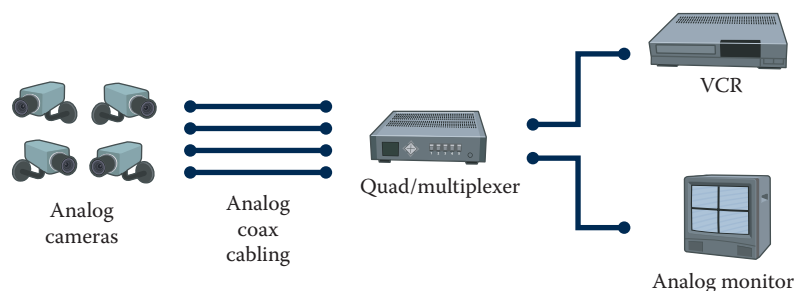 Analog
cameras
Analog
coax
cabling
Quad/multiplexer
VCR
Analog monitor